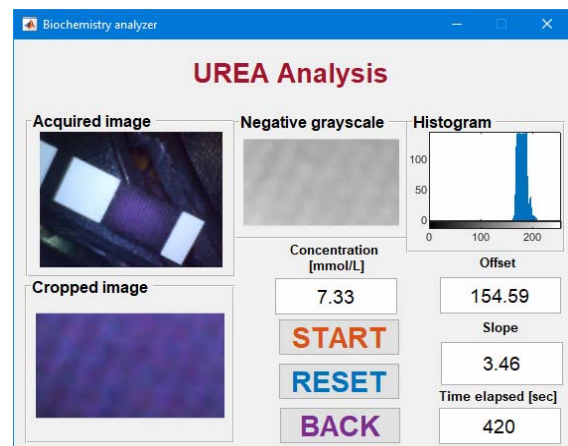 Biochemistry analyzer
UREA Analysis
Acquired image
Negative grayscale
Histogram
100
50
0
0 100 200
Concentration
[mmol/L]
7.33
Offset
154.59
Cropped image
START
Slope
3.46
RESET
Time elapsed [sec]
BACK
420